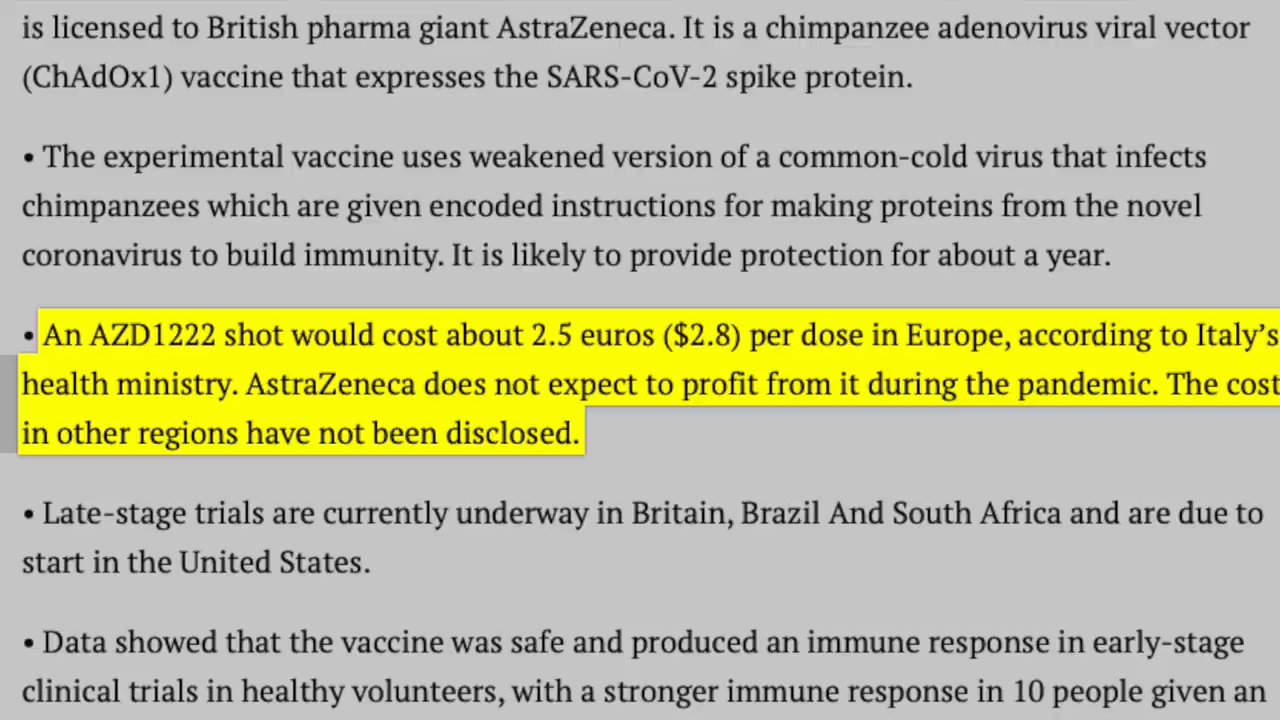 is licensed to British pharma giant AstraZeneca. It is a chimpanzee adenovirus viral vector
(ChAdOx1) vaccine that expresses the SARS-CoV-2 spike protein.
• The experimental vaccine uses weakened version of a common-cold virus that infects
chimpanzees which are given encoded instructions for making proteins from the novel
coronavirus to build immunity. It is likely to provide protection for about a year.
• An AZD1222 shot would cost about 2.5 euros ($2.8) per dose in Europe, according to Italy’s
health ministry. AstraZeneca does not expect to profit from it during the pandemic. The cost
in other regions have not been disclosed.
• Late-stage trials are currently underway in Britain, Brazil And South Africa and are due to
start in the United States.
• Data showed that the vaccine was safe and produced an immune response in early-stage
clinical trials in healthy volunteers, with a stronger immune response in 10 people given an